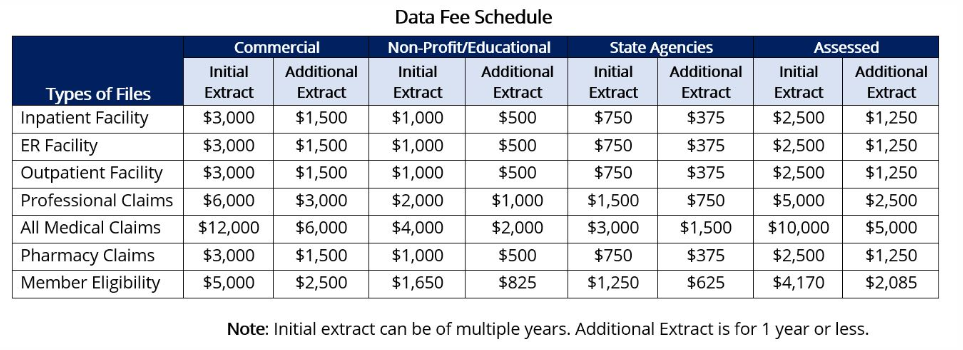 Data Fee Schedule
Commercial Non-Profit/Educational State Agencies Assessed
Types of Files Initial Extract Additional Extract Initial Extract Additional Extract Initial Extract Additional Extract Initial Extract Additional Extract
Inpatient Facility $3,000 $1,500 $1,000 $500 $750 $375 $2,500 $1,250
ER Facility $3,000 $1,500 $1,000 $500 $750 $375 $2,500 $1,250
Outpatient Facility $3,000 $1,500 $1,000 $500 $750 $375 $2,500 $1,250
Professional Claims $6,000 $3,000 $2,000 $1,000 $1,500 $750 $5,000 $2,500
All Medical Claims $12,000 $6,000 $4,000 $2,000 $3,000 $1,500 $10,000 $5,000
Pharmacy Claims $3,000 $1,500 $1,000 $500 $750 $375 $2,500 $1,250
Member Eligibility $5,000 $2,500 $1,650 $825 $1,250 $625 $4,170 $2,085
Note: Initial extract can be of multiple years. Additional Extract is for 1 year or less.